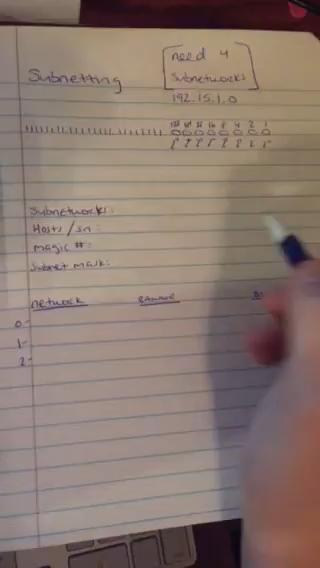 need 4
Subnetting
Subnetworks
192.15.1.0
128 64 32 16 8 4 2 1
Subnetworks:
Hosts / sn:
magic #:
Subnet mask:
network
0-
1-
2-